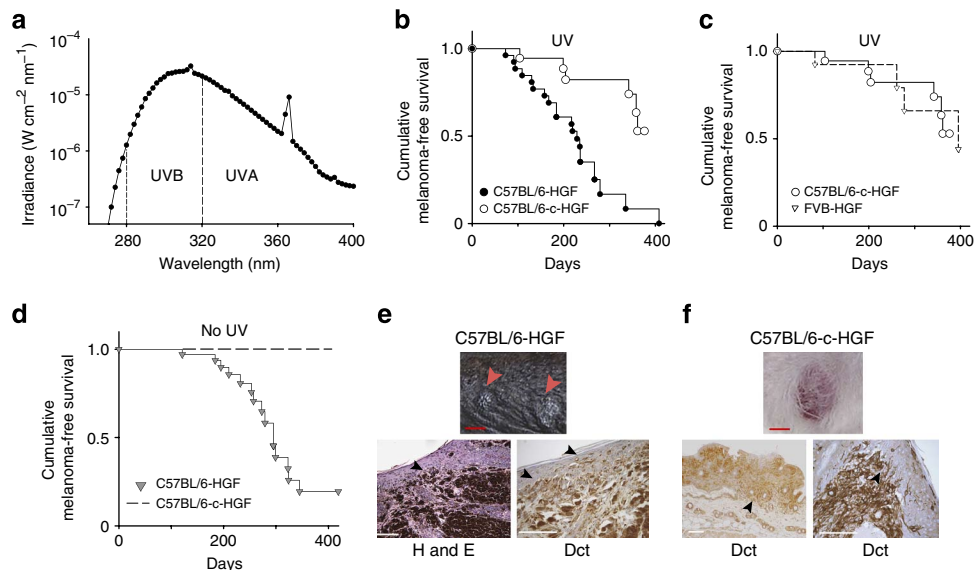 a
Irradiance (W cm⁻² nm⁻¹)
10⁻⁴
10⁻⁵
10⁻⁶
10⁻⁷
UVB
UVA
280
320
360
400
Wavelength (nm)
b
UV
Cumulative
melanoma-free survival
1.0
0.5
0
C57BL/6-HGF
C57BL/6-c-HGF
0
200
400
Days
c
UV
Cumulative
melanoma-free survival
1.0
0.5
0
C57BL/6-c-HGF
FVB-HGF
0
200
400
Days
d
No UV
Cumulative
melanoma-free survival
1.0
0.5
0
C57BL/6-HGF
C57BL/6-c-HGF
0
200
400
Days
e
C57BL/6-HGF
H and E
Dct
f
C57BL/6-c-HGF
Dct
Dct